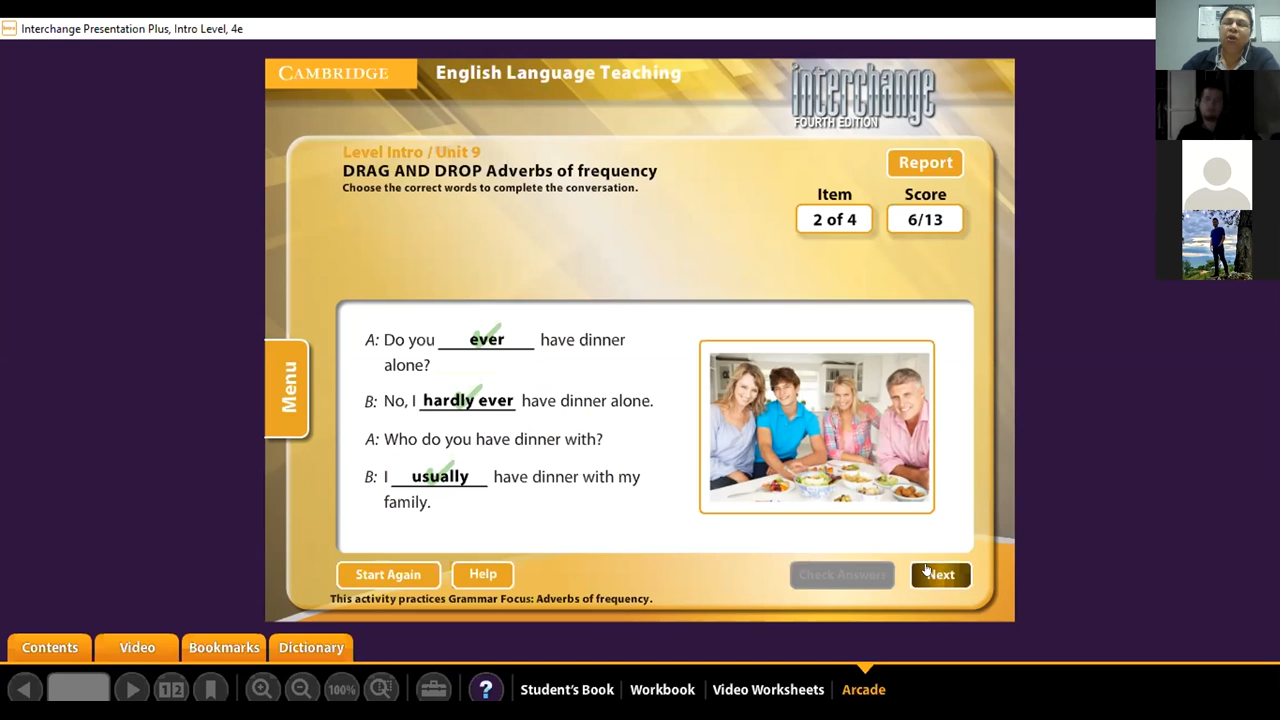 Interchange Presentation Plus, Intro Level, 4e
CAMBRIDGE
English Language Teaching
interchange
FOURTH EDITION
Level Intro / Unit 9
DRAG AND DROP Adverbs of frequency
Choose the correct words to complete the conversation.
Report
Item
Score
2 of 4
6/13
Menu
A: Do you ever have dinner
alone?
B: No, I hardly ever have dinner alone.
A: Who do you have dinner with?
B: I usually have dinner with my
family.
Start Again
Help
Check Answers
Next
This activity practices Grammar Focus: Adverbs of frequency.
Contents
Video
Bookmarks
Dictionary
12
100%
?
Student's Book
Workbook
Video Worksheets
Arcade